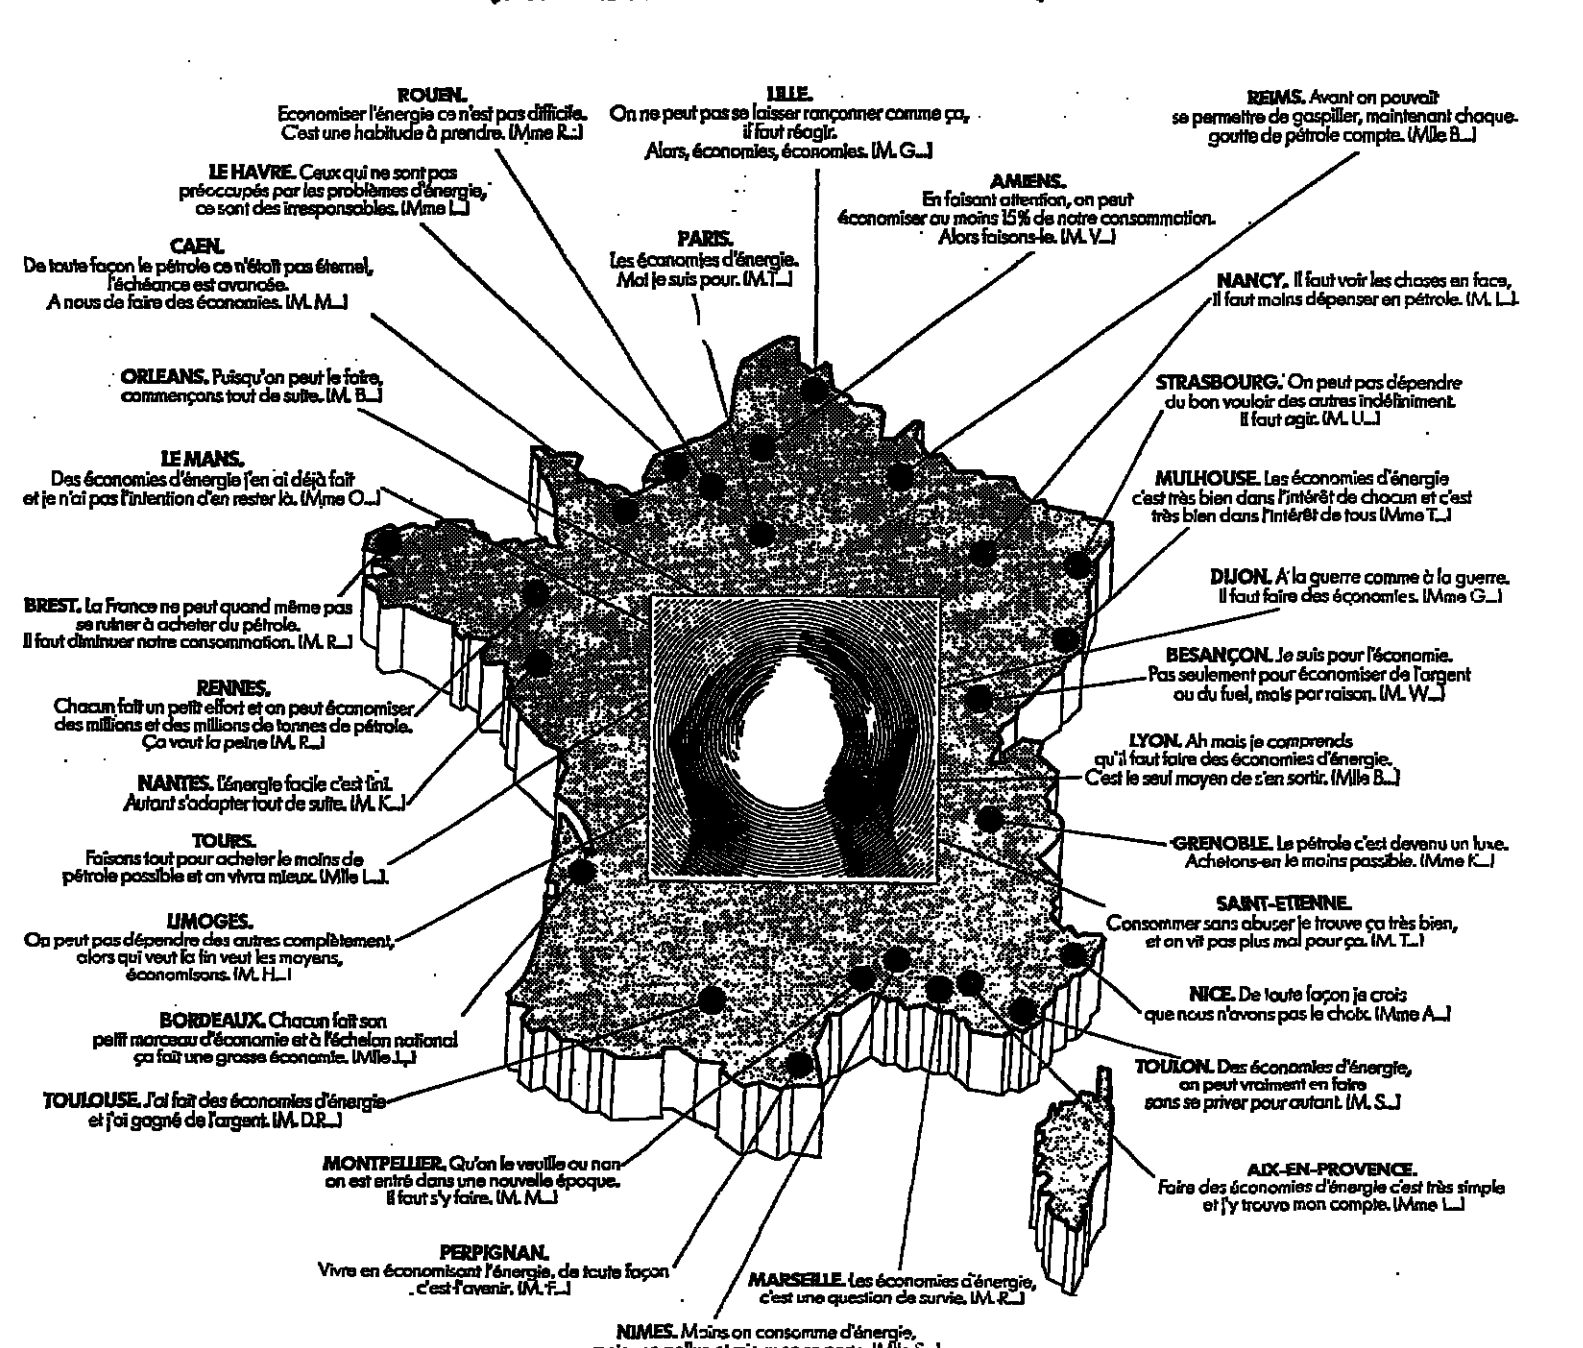 ROUEN.
Economiser l'énergie ce n'est pas difficile.
C'est une habitude à prendre. (Mme R...)
LILLE.
On ne peut pas se laisser rançonner comme ça,
il faut réagir.
Alors, économies, économies. (M. G...)
REIMS. Avant on pouvait
se permettre de gaspiller, maintenant chaque
goutte de pétrole compte. (Mlle B...)
LE HAVRE. Ceux qui ne sont pas
préoccupés par les problèmes d'énergie,
ce sont des irresponsables. (Mme L...)
AMIENS.
En faisant attention, on peut
économiser au moins 15% de notre consommation.
Alors faisons-le. (M. V...)
CAEN.
De toute façon le pétrole ce n'était pas éternel,
l'échéance est avancée.
A nous de faire des économies. (M. M...)
PARIS.
Les économies d'énergie.
Moi je suis pour. (M. T...)
NANCY. Il faut voir les choses en face,
il faut moins dépenser en pétrole. (M. L...)
ORLEANS. Puisqu'on peut le faire,
commençons tout de suite. (M. B...)
STRASBOURG. On peut pas dépendre
du bon vouloir des autres indéfiniment.
Il faut agir. (M. U...)
LE MANS.
Des économies d'énergie j'en ai déjà fait
et je n'ai pas l'intention d'en rester là. (Mme O...)
MULHOUSE. Les économies d'énergie
c'est très bien dans l'intérêt de chacun et c'est
très bien dans l'intérêt de tous (Mme T...)
DIJON. A la guerre comme à la guerre.
Il faut faire des économies. (Mme G...)
BREST. La France ne peut quand même pas
se ruiner à acheter du pétrole.
Il faut diminuer notre consommation. (M. R...)
BESANÇON. Je suis pour l'économie.
Pas seulement pour économiser de l'argent
ou du fuel, mais par raison. (M. W...)
RENNES.
Chacun fait un petit effort et on peut économiser
des millions et des millions de tonnes de pétrole.
Ça vaut la peine (M. R...)
LYON. Ah mais je comprends
qu'il faut faire des économies d'énergie.
C'est le seul moyen de s'en sortir. (Mlle B...)
NANTES. L'énergie facile c'est fini.
Autant s'adapter tout de suite. (M. K...)
TOURS.
Faisons tout pour acheter le moins de
pétrole possible et on vivra mieux. (Mlle L...).
GRENOBLE. Le pétrole c'est devenu un luxe.
Achetons-en le moins possible. (Mme K...)
LIMOGES.
On peut pas dépendre des autres complètement,
alors qui veut la fin veut les moyens,
économisons. (M. H...)
SAINT-ETIENNE.
Consommer sans abuser je trouve ça très bien,
et on vit pas plus mal pour ça. (M. T...)
BORDEAUX. Chacun fait son
petit morceau d'économie et à l'échelon national
ça fait une grosse économie. (Mlle J...)
NICE. De toute façon je crois
que nous n'avons pas le choix. (Mme A...)
TOULOUSE. J'ai fait des économies d'énergie
et j'ai gagné de l'argent. (M. D.R...)
TOULON. Des économies d'énergie,
on peut vraiment en faire
sans se priver pour autant. (M. S...)
MONTPELLIER. Qu'on le veuille ou non
on est entré dans une nouvelle époque.
Il faut s'y faire. (M. M...)
AIX-EN-PROVENCE.
Faire des économies d'énergie c'est très simple
et j'y trouve mon compte. (Mme L...)
PERPIGNAN.
Vivre en économisant l'énergie, de toute façon
c'est l'avenir. (M. F...)
MARSEILLE. Les économies d'énergie,
c'est une question de survie. (M. R...)
NIMES. Moins on consomme d'énergie,